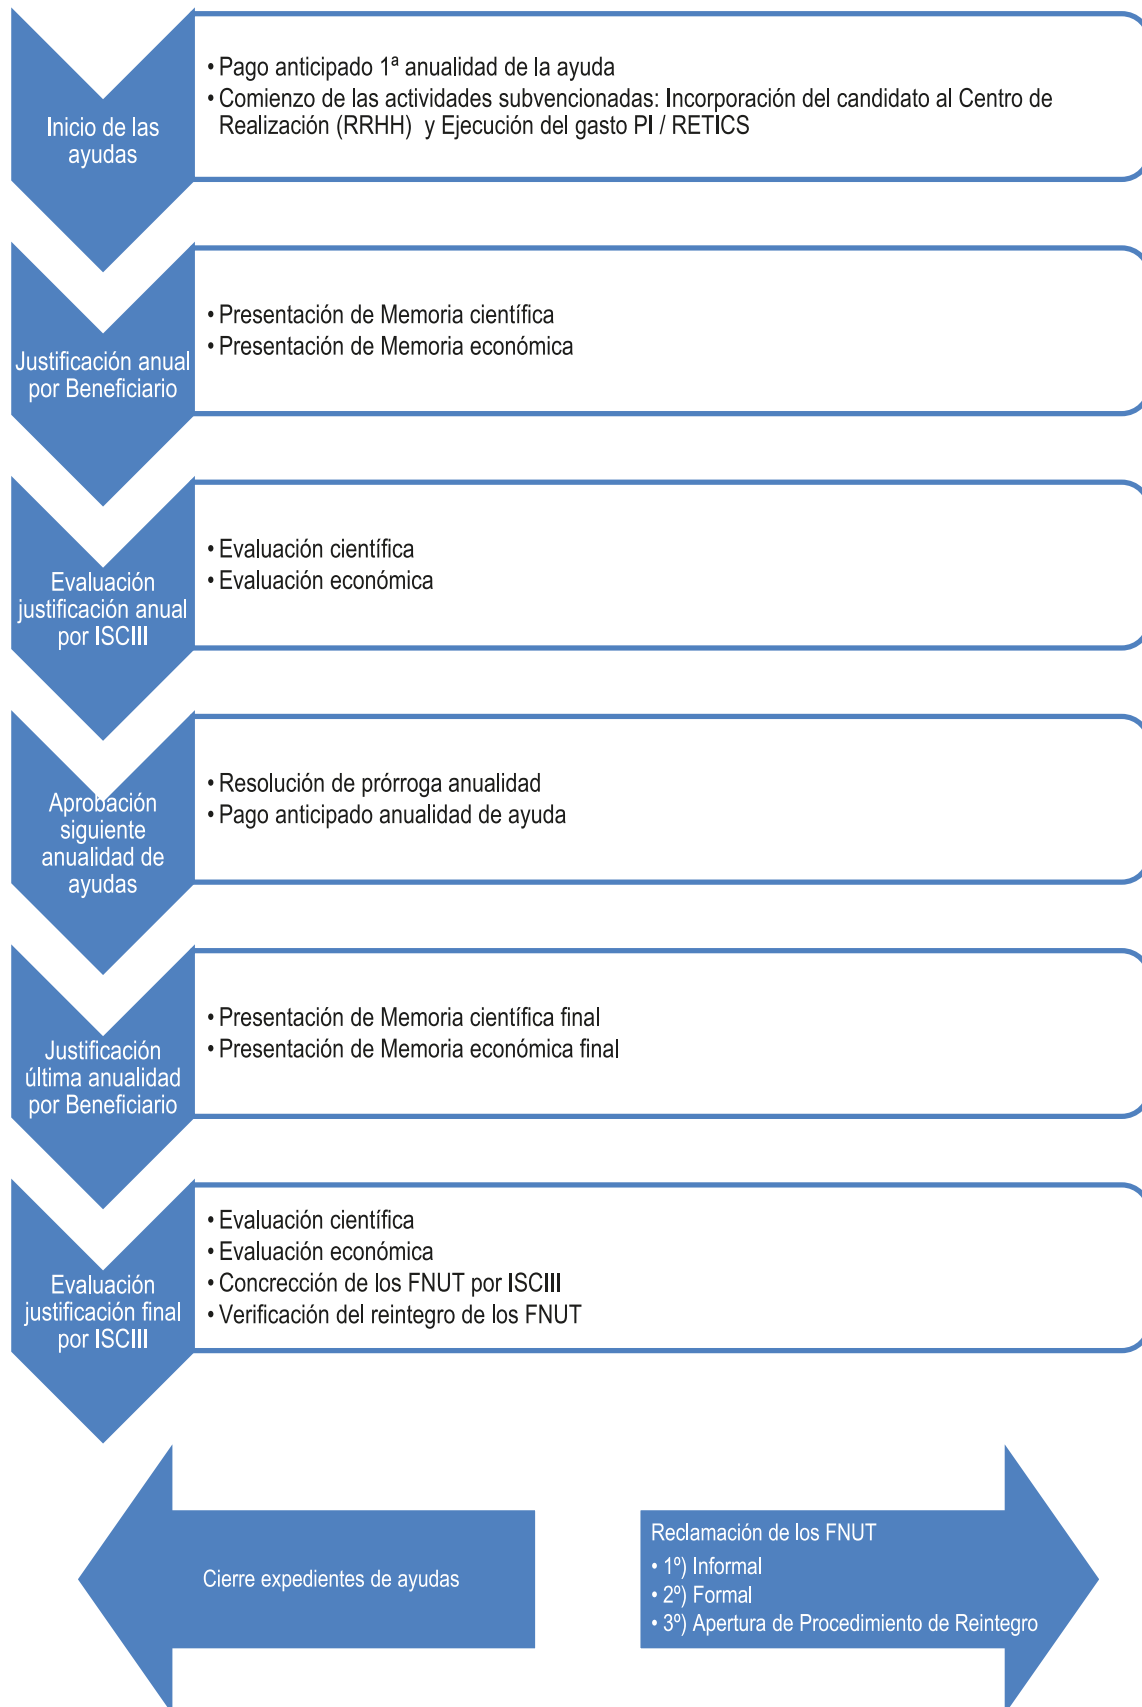 Inicio de las
ayudas
• Pago anticipado 1ª anualidad de la ayuda
• Comienzo de las actividades subvencionadas: Incorporación del candidato al Centro de
Realización (RRHH) y Ejecución del gasto PI / RETICS
Justificación anual
por Beneficiario
• Presentación de Memoria científica
• Presentación de Memoria económica
Evaluación
justificación anual
por ISCIII
• Evaluación científica
• Evaluación económica
Aprobación
siguiente
anualidad de
ayudas
• Resolución de prórroga anualidad
• Pago anticipado anualidad de ayuda
Justificación
última anualidad
por Beneficiario
• Presentación de Memoria científica final
• Presentación de Memoria económica final
Evaluación
justificación final
por ISCIII
• Evaluación científica
• Evaluación económica
• Concrección de los FNUT por ISCIII
• Verificación del reintegro de los FNUT
Cierre expedientes de ayudas
Reclamación de los FNUT
• 1º) Informal
• 2º) Formal
• 3º) Apertura de Procedimiento de Reintegro